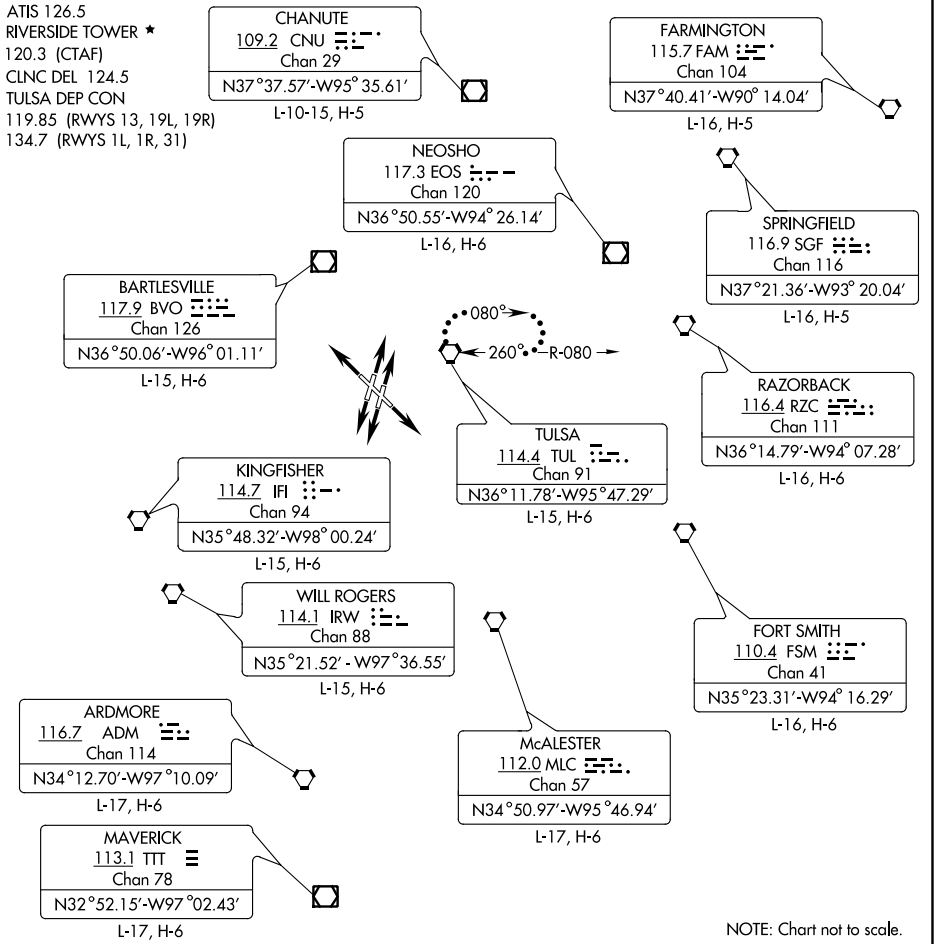 ATIS 126.5
RIVERSIDE TOWER ★
120.3 (CTAF)
CLNC DEL 124.5
TULSA DEP CON
119.85 (RWYS 13, 19L, 19R)
134.7 (RWYS 1L, 1R, 31)
CHANUTE
109.2 CNU
Chan 29
N37°37.57′-W95°35.61′
L-10-15, H-5
FARMINGTON
115.7 FAM
Chan 104
N37°40.41′-W90°14.04′
L-16, H-5
NEOSHO
117.3 EOS
Chan 120
N36°50.55′-W94°26.14′
L-16, H-6
SPRINGFIELD
116.9 SGF
Chan 116
N37°21.36′-W93°20.04′
L-16, H-5
BARTLESVILLE
117.9 BVO
Chan 126
N36°50.06′-W96°01.11′
L-15, H-6
080°
260°
R-080
RAZORBACK
116.4 RZC
Chan 111
N36°14.79′-W94°07.28′
L-16, H-6
TULSA
114.4 TUL
Chan 91
N36°11.78′-W95°47.29′
L-15, H-6
KINGFISHER
114.7 IFI
Chan 94
N35°48.32′-W98°00.24′
L-15, H-6
WILL ROGERS
114.1 IRW
Chan 88
N35°21.52′ - W97°36.55′
L-15, H-6
FORT SMITH
110.4 FSM
Chan 41
N35°23.31′-W94°16.29′
L-16, H-6
ARDMORE
116.7 ADM
Chan 114
N34°12.70′-W97°10.09′
L-17, H-6
McALESTER
112.0 MLC
Chan 57
N34°50.97′-W95°46.94′
L-17, H-6
MAVERICK
113.1 TTT
Chan 78
N32°52.15′-W97°02.43′
L-17, H-6
NOTE: Chart not to scale.